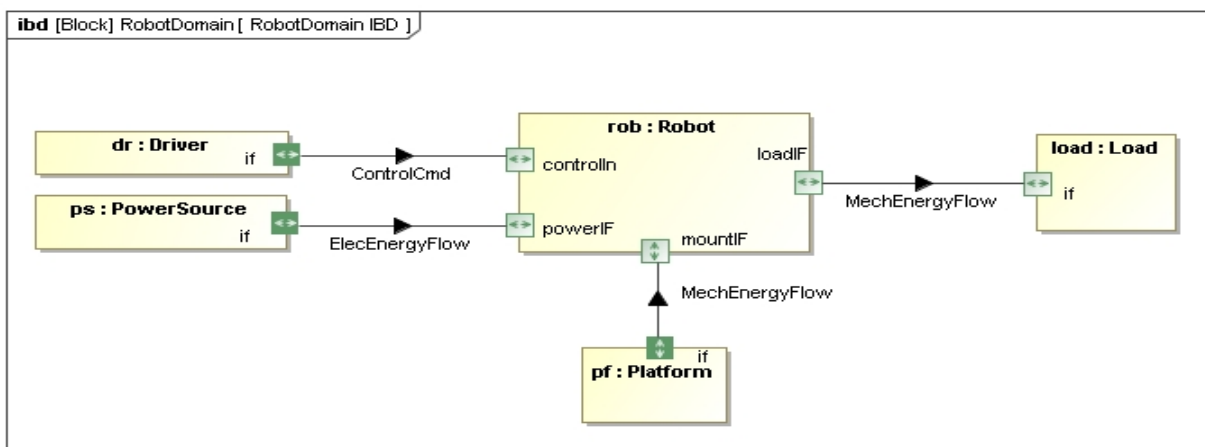 ibd [Block] RobotDomain [ RobotDomain IBD ]
dr : Driver
if
ControlCmd
ps : PowerSource
if
ElecEnergyFlow
rob : Robot
controlIn
powerIF
loadIF
mountIF
MechEnergyFlow
load : Load
if
MechEnergyFlow
if
pf : Platform